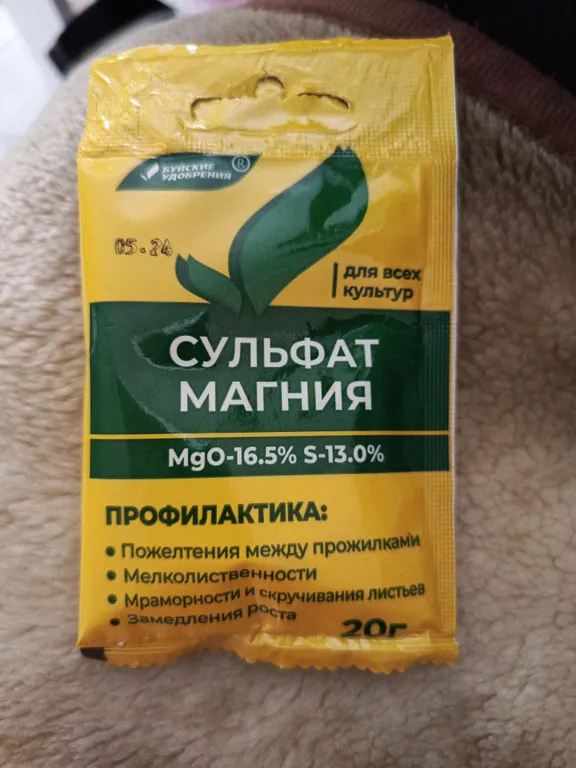 БУЙСКИЕ
УДОБРЕНИЯ ®
05.24
для всех
культур
СУЛЬФАТ
МАГНИЯ
MgO-16.5% S-13.0%
ПРОФИЛАКТИКА:
• Пожелтения между прожилками
• Мелколиственности
• Мраморности и скручивания листьев
• Замедления роста
20г